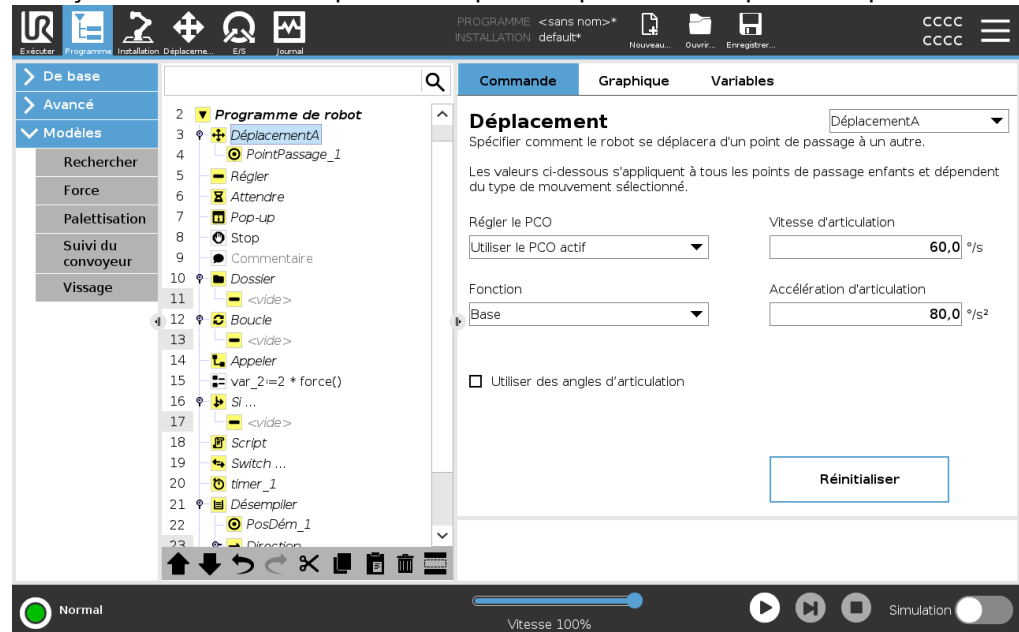 PROGRAMME <sans nom>*
INSTALLATION default*
Exécuter
Programme
Installation
Déplaceme...
E/S
Journal
Nouveau...
Ouvrir...
Enregistrer...
CCCC
CCCC
De base
Avancé
Modèles
Rechercher
Force
Palettisation
Suivi du
convoyeur
Vissage
2 Programme de robot
3 DéplacementA
4 PointPassage_1
5 Régler
6 Attendre
7 Pop-up
8 Stop
9 Commentaire
10 Dossier
11 <vide>
12 Boucle
13 <vide>
14 Appeler
15 var_2:=2 * force()
16 Si ...
17 <vide>
18 Script
19 Switch ...
20 timer_1
21 Désempiler
22 PosDém_1
23 Direction
Commande Graphique Variables
Déplacement
DéplacementA
Spécifier comment le robot se déplacera d'un point de passage à un autre.
Les valeurs ci-dessous s'appliquent à tous les points de passage enfants et dépendent
du type de mouvement sélectionné.
Régler le PCO
Vitesse d'articulation
Utiliser le PCO actif
60,0 °/s
Fonction
Accélération d'articulation
Base
80,0 °/s²
Utiliser des angles d'articulation
Réinitialiser
Normal
Vitesse 100%
Simulation